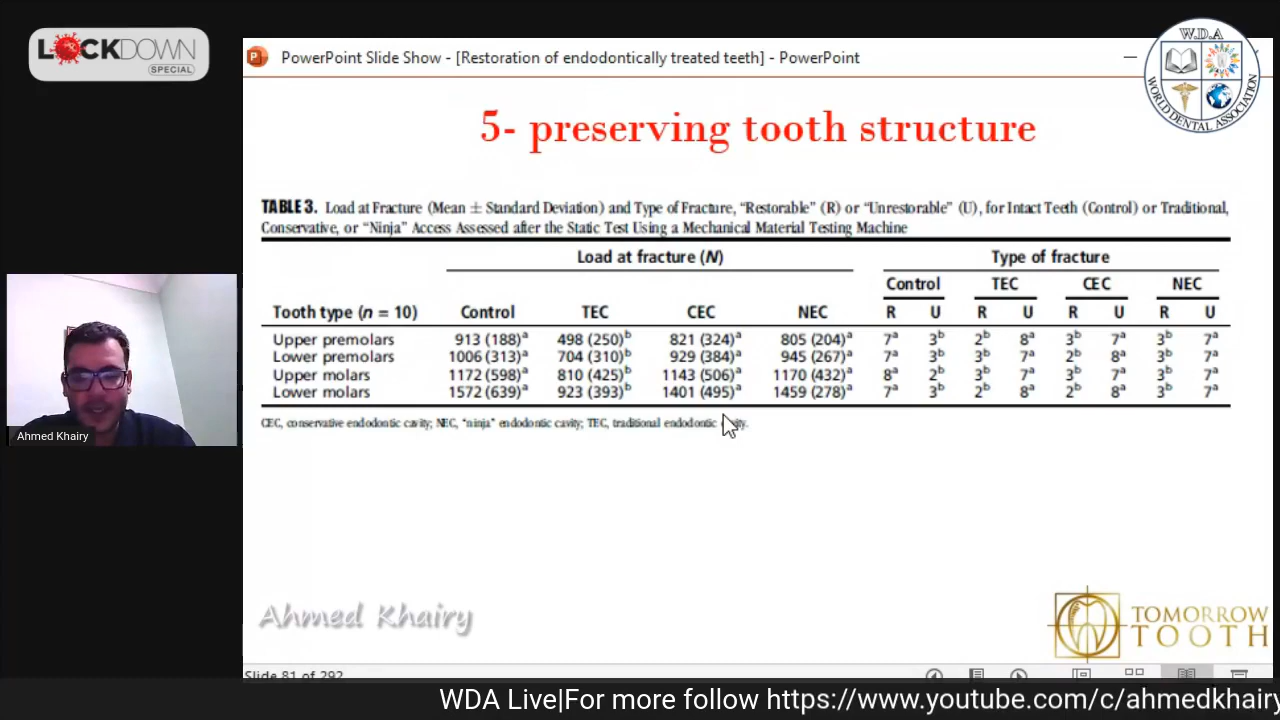 LOCKDOWN
SPECIAL
PowerPoint Slide Show - [Restoration of endodontically treated teeth] - PowerPoint
W.D.A
WORLD DENTAL ASSOCIATION
5- preserving tooth structure
TABLE 3. Load at Fracture (Mean ± Standard Deviation) and Type of Fracture, “Restorable” (R) or “Unrestorable” (U), for Intact Teeth (Control) or Traditional,
Conservative, or “Ninja” Access Assessed after the Static Test Using a Mechanical Material Testing Machine
Load at fracture (N) Type of fracture
Control TEC CEC NEC
Tooth type (n = 10) Control TEC CEC NEC R U R U R U R U
Upper premolars 913 (188)ᵃ 498 (250)ᵇ 821 (324)ᵃ 805 (204)ᵃ 7ᵃ 3ᵇ 2ᵇ 8ᵃ 3ᵇ 7ᵃ 3ᵇ 7ᵃ
Lower premolars 1006 (313)ᵃ 704 (310)ᵇ 929 (384)ᵃ 945 (267)ᵃ 7ᵃ 3ᵇ 3ᵇ 7ᵃ 2ᵇ 8ᵃ 3ᵇ 7ᵃ
Upper molars 1172 (598)ᵃ 810 (425)ᵇ 1143 (506)ᵃ 1170 (432)ᵃ 8ᵃ 2ᵇ 3ᵇ 7ᵃ 3ᵇ 7ᵃ 3ᵇ 7ᵃ
Lower molars 1572 (639)ᵃ 923 (393)ᵇ 1401 (495)ᵃ 1459 (278)ᵃ 7ᵃ 3ᵇ 2ᵇ 8ᵃ 2ᵇ 8ᵃ 3ᵇ 7ᵃ
CEC, conservative endodontic cavity; NEC, “ninja” endodontic cavity; TEC, traditional endodontic cavity.
Ahmed Khairy
Ahmed Khairy
TOMORROW
TOOTH
Slide 81 of 292
WDA Live|For more follow https://www.youtube.com/c/ahmedkhairy